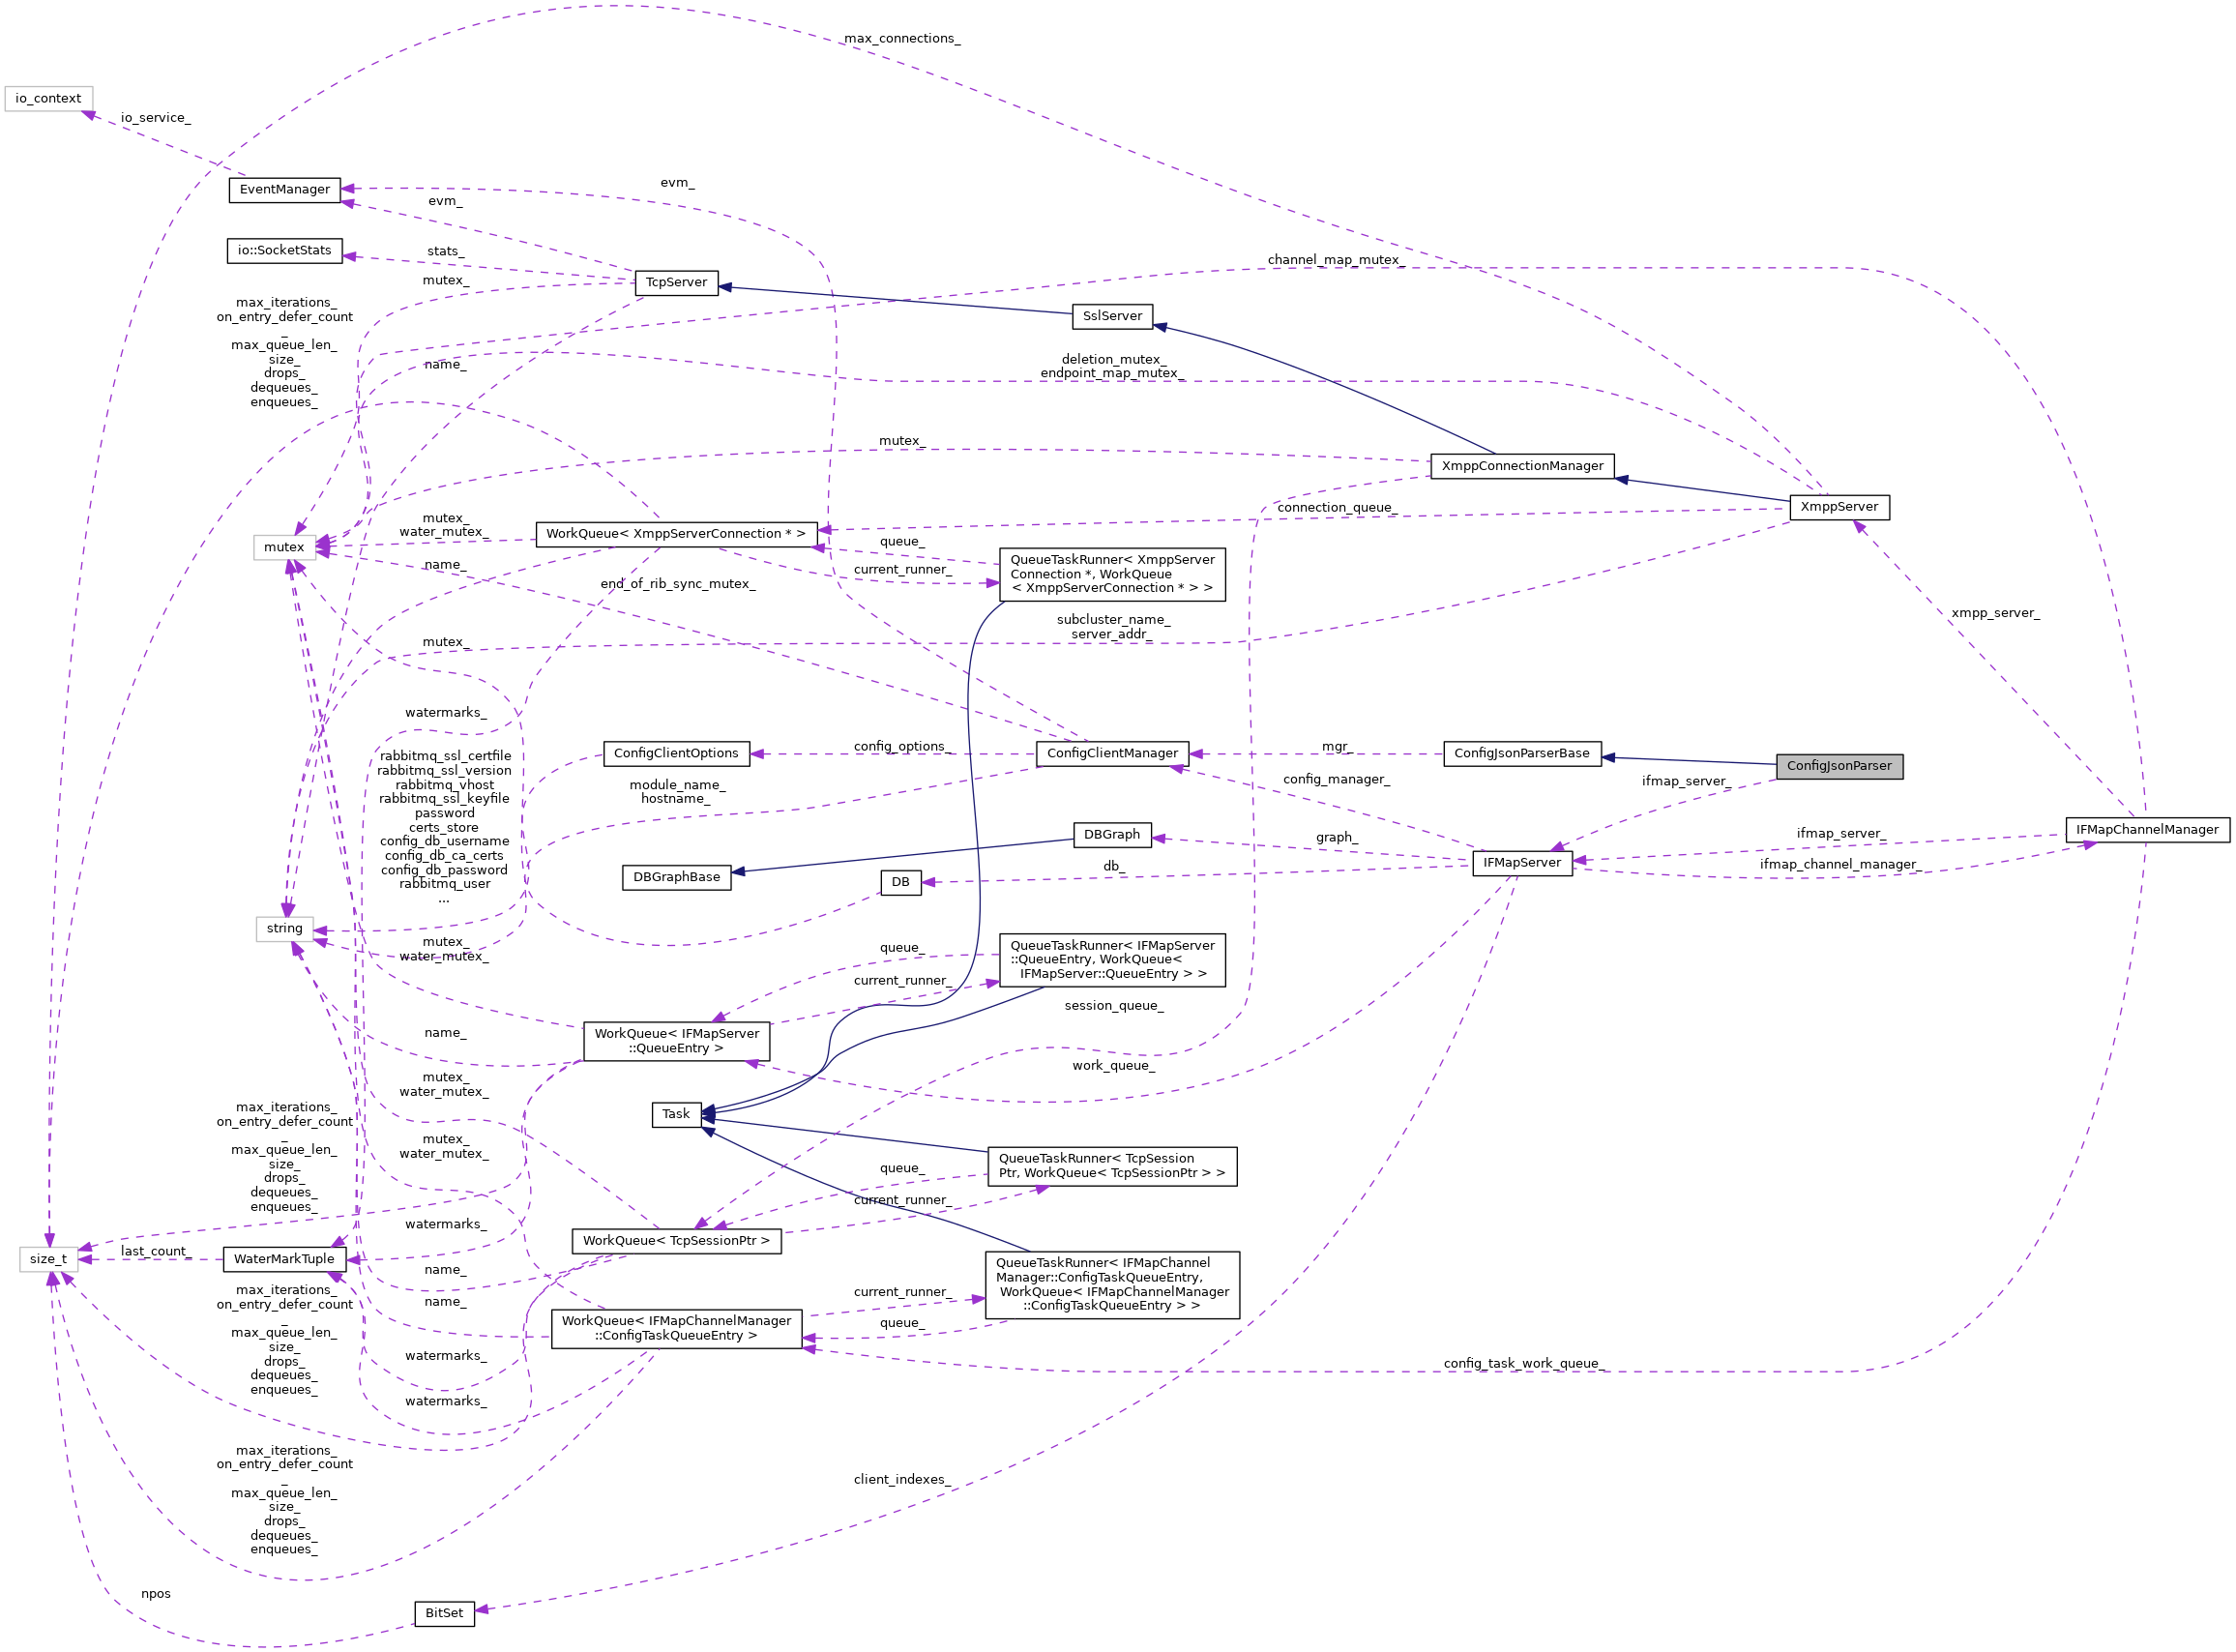 max_connections_
io_context
io_service_
EventManager
evm_
evm_
io::SocketStats
stats_
channel_map_mutex_
TcpServer
mutex_
max_iterations_
on_entry_defer_count
_
max_queue_len_
size_
drops_
dequeues_
enqueues_
SslServer
name_
deletion_mutex_
endpoint_map_mutex_
mutex_
XmppConnectionManager
XmppServer
connection_queue_
mutex_
water_mutex_
WorkQueue< XmppServerConnection * >
mutex
queue_
QueueTaskRunner< XmppServer
Connection *, WorkQueue
< XmppServerConnection * > >
name_
current_runner_
end_of_rib_sync_mutex_
xmpp_server_
subcluster_name_
server_addr_
mutex_
watermarks_
ConfigClientOptions
config_options_
ConfigClientManager
mgr_
ConfigJsonParserBase
ConfigJsonParser
rabbitmq_ssl_certfile
rabbitmq_ssl_version
rabbitmq_vhost
rabbitmq_ssl_keyfile
password
certs_store
config_db_username
config_db_ca_certs
config_db_password
rabbitmq_user
...
module_name_
hostname_
config_manager_
ifmap_server_
DBGraph
graph_
ifmap_server_
IFMapChannelManager
DBGraphBase
DB
db_
IFMapServer
ifmap_channel_manager_
string
mutex_
water_mutex_
queue_
QueueTaskRunner< IFMapServer
::QueueEntry, WorkQueue<
IFMapServer::QueueEntry > >
current_runner_
session_queue_
name_
WorkQueue< IFMapServer
::QueueEntry >
work_queue_
mutex_
water_mutex_
Task
max_iterations_
on_entry_defer_count
_
max_queue_len_
size_
drops_
dequeues_
enqueues_
mutex_
water_mutex_
queue_
QueueTaskRunner< TcpSession
Ptr, WorkQueue< TcpSessionPtr > >
current_runner_
watermarks_
WorkQueue< TcpSessionPtr >
size_t
last_count_
WaterMarkTuple
name_
QueueTaskRunner< IFMapChannel
Manager::ConfigTaskQueueEntry,
WorkQueue< IFMapChannelManager
::ConfigTaskQueueEntry > >
max_iterations_
on_entry_defer_count
_
max_queue_len_
size_
drops_
dequeues_
enqueues_
name_
current_runner_
queue_
WorkQueue< IFMapChannelManager
::ConfigTaskQueueEntry >
watermarks_
config_task_work_queue_
watermarks_
max_iterations_
on_entry_defer_count
_
max_queue_len_
size_
drops_
dequeues_
enqueues_
client_indexes_
npos
BitSet